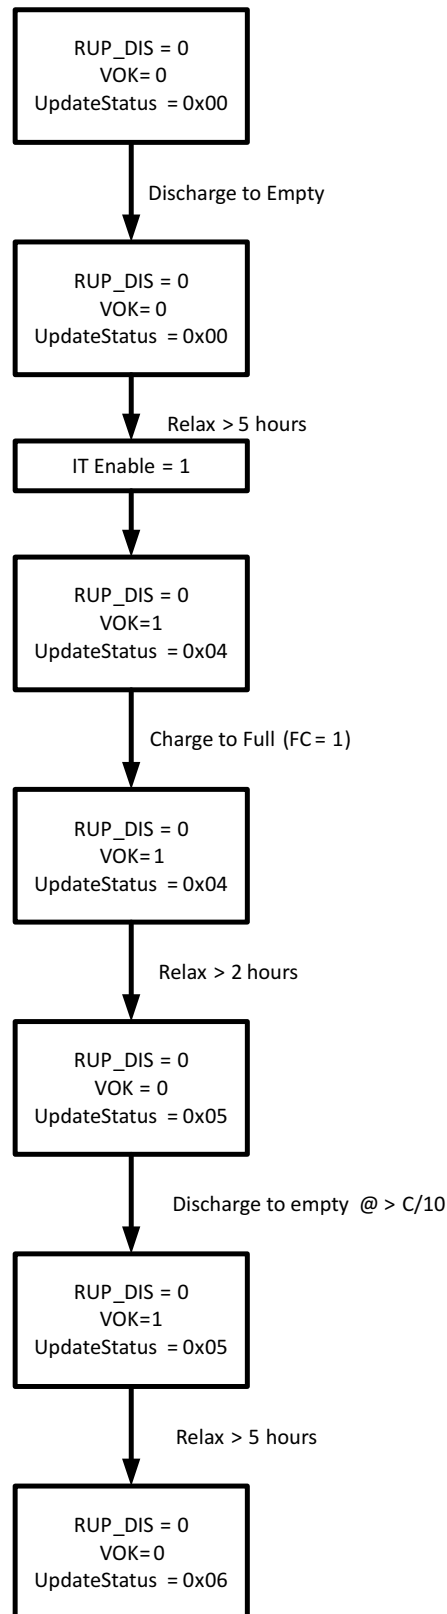 RUP_DIS = 0
VOK= 0
UpdateStatus = 0x00
Discharge to Empty
RUP_DIS = 0
VOK= 0
UpdateStatus = 0x00
Relax > 5 hours
IT Enable = 1
RUP_DIS = 0
VOK=1
UpdateStatus = 0x04
Charge to Full (FC = 1)
RUP_DIS = 0
VOK=1
UpdateStatus = 0x04
Relax > 2 hours
RUP_DIS = 0
VOK = 0
UpdateStatus = 0x05
Discharge to empty @ > C/10
RUP_DIS = 0
VOK=1
UpdateStatus = 0x05
Relax > 5 hours
RUP_DIS = 0
VOK=0
UpdateStatus = 0x06